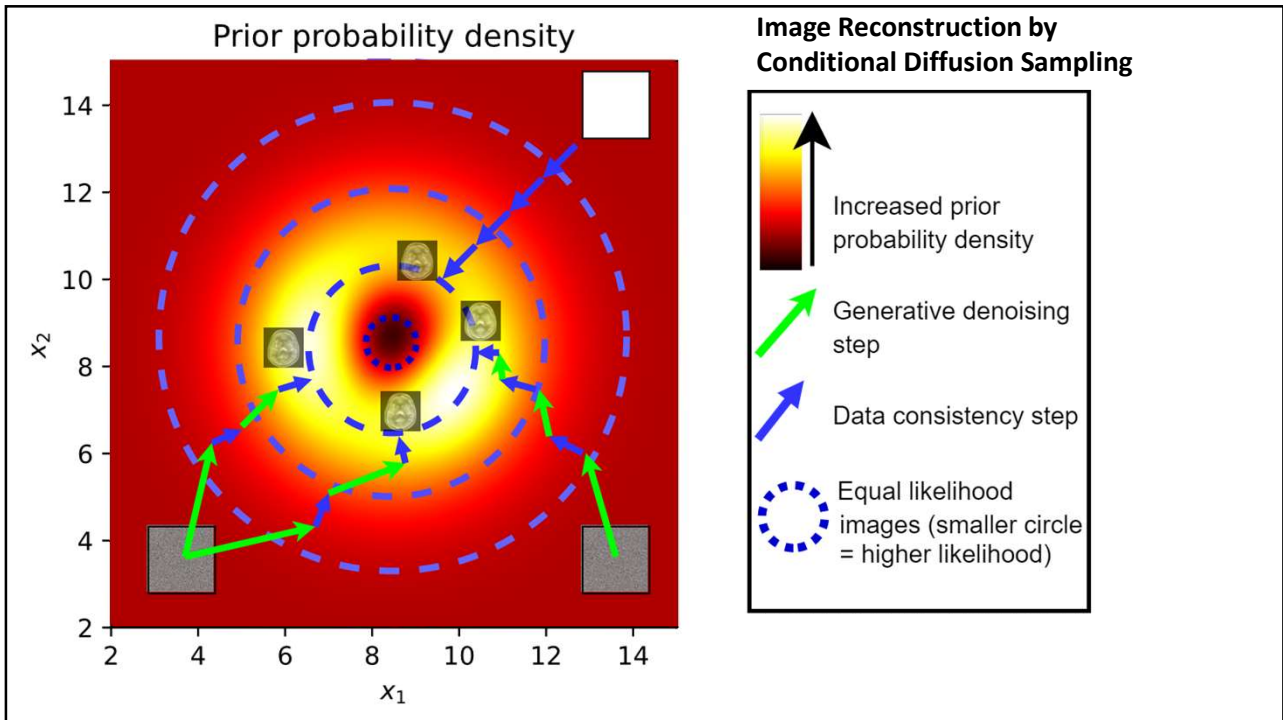 Prior probability density
14
12
10
8
6
4
2
x2
2 4 6 8 10 12 14
x1
Image Reconstruction by
Conditional Diffusion Sampling
Increased prior
probability density
Generative denoising
step
Data consistency step
Equal likelihood
images (smaller circle
= higher likelihood)